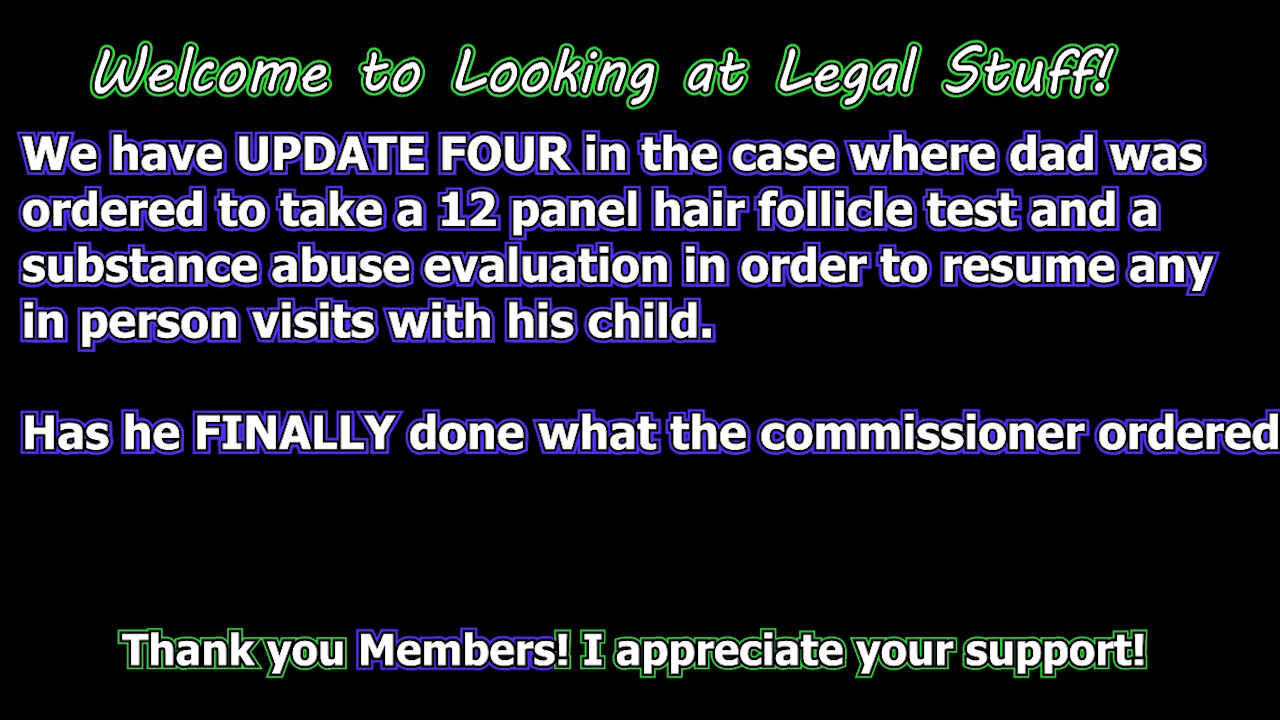 Welcome to Looking at Legal Stuff!
We have UPDATE FOUR in the case where dad was
ordered to take a 12 panel hair follicle test and a
substance abuse evaluation in order to resume any
in person visits with his child.
Has he FINALLY done what the commissioner ordered
Thank you Members! I appreciate your support!